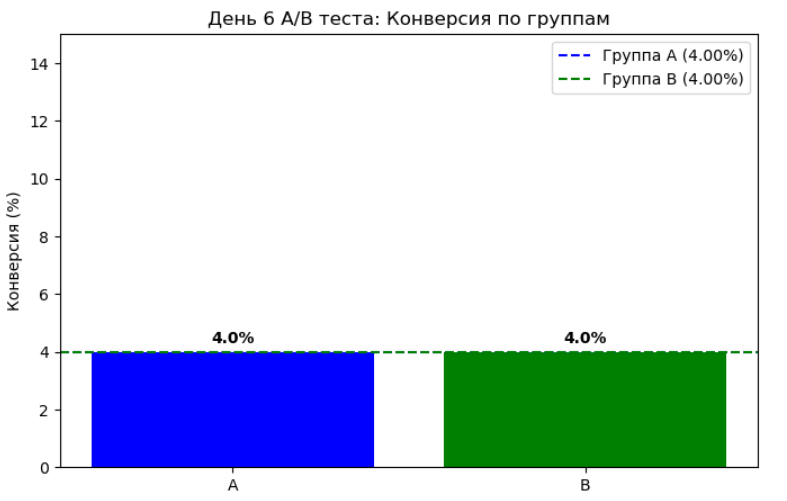 День 6 A/B теста: Конверсия по группам
Группа A (4.00%)
Группа B (4.00%)
Конверсия (%)
14
12
10
8
6
4
2
0
4.0%
4.0%
A
B